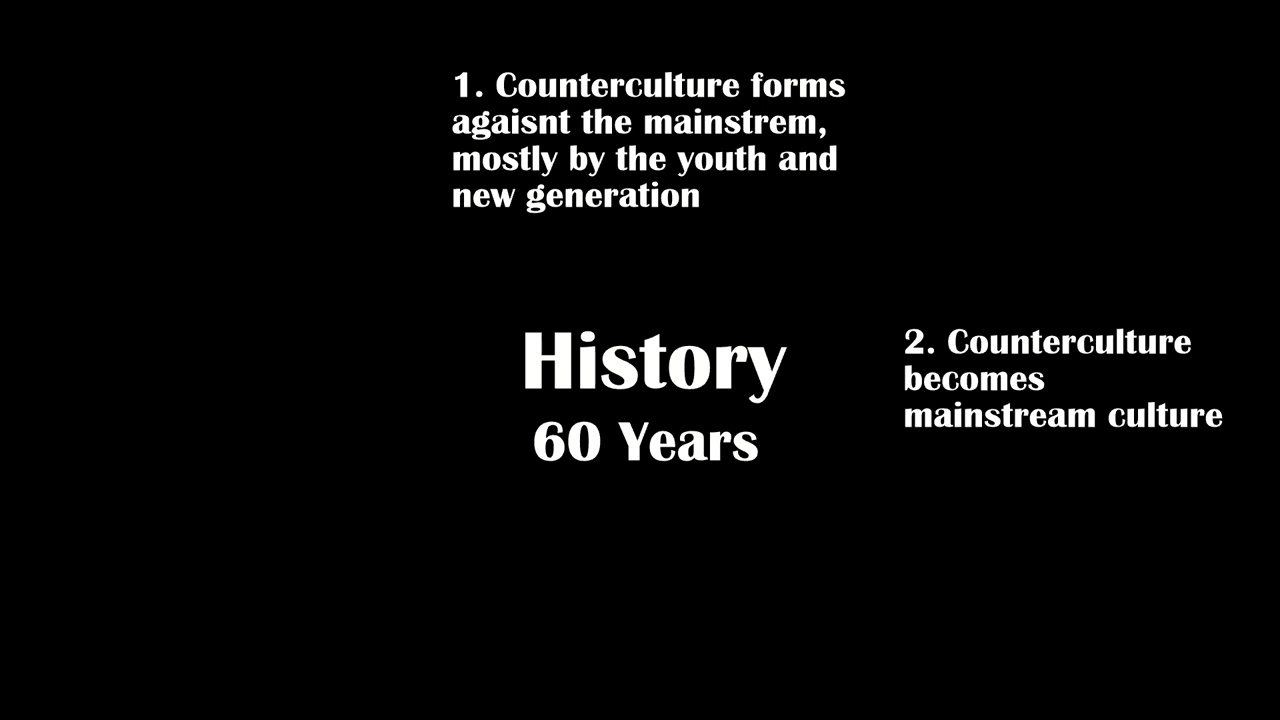 1. Counterculture forms
agaisnt the mainstrem,
mostly by the youth and
new generation
History
60 Years
2. Counterculture
becomes
mainstream culture